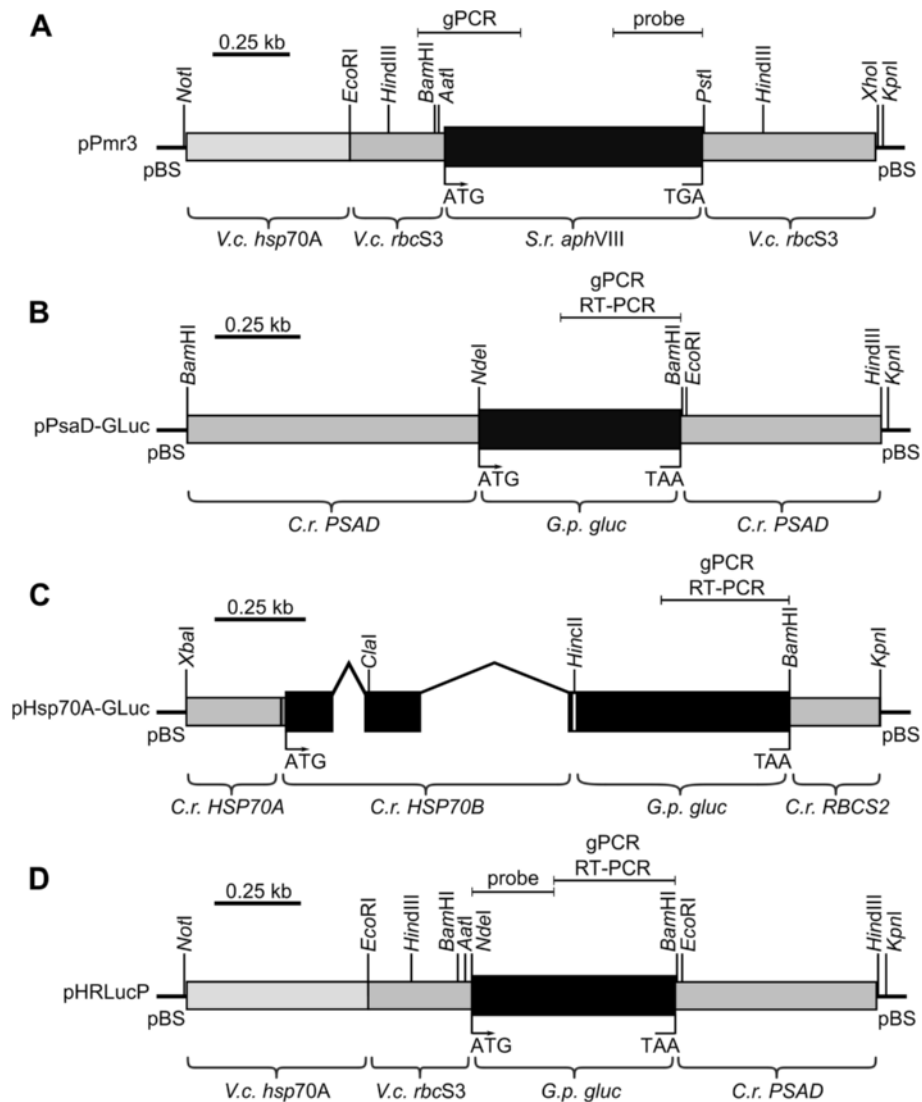 A
gPCR
probe
0.25 kb
NotI
EcoRI
HindIII
BamHI
AatI
PstI
HindIII
XhoI
KpnI
pPmr3
pBS
pBS
ATG
TGA
V.c. hsp70A
V.c. rbcS3
S.r. aphVIII
V.c. rbcS3
B
gPCR
RT-PCR
0.25 kb
BamHI
NdeI
BamHI
EcoRI
HindIII
KpnI
pPsaD-GLuc
pBS
pBS
ATG
TAA
C.r. PSAD
G.p. gluc
C.r. PSAD
C
gPCR
RT-PCR
0.25 kb
XbaI
ClaI
HincII
BamHI
KpnI
pHsp70A-GLuc
pBS
pBS
ATG
TAA
C.r. HSP70A
C.r. HSP70B
G.p. gluc
C.r. RBCS2
D
gPCR
probe
RT-PCR
0.25 kb
NotI
EcoRI
HindIII
BamHI
AatI
NdeI
BamHI
EcoRI
HindIII
KpnI
pHRLucP
pBS
pBS
ATG
TAA
V.c. hsp70A
V.c. rbcS3
G.p. gluc
C.r. PSAD